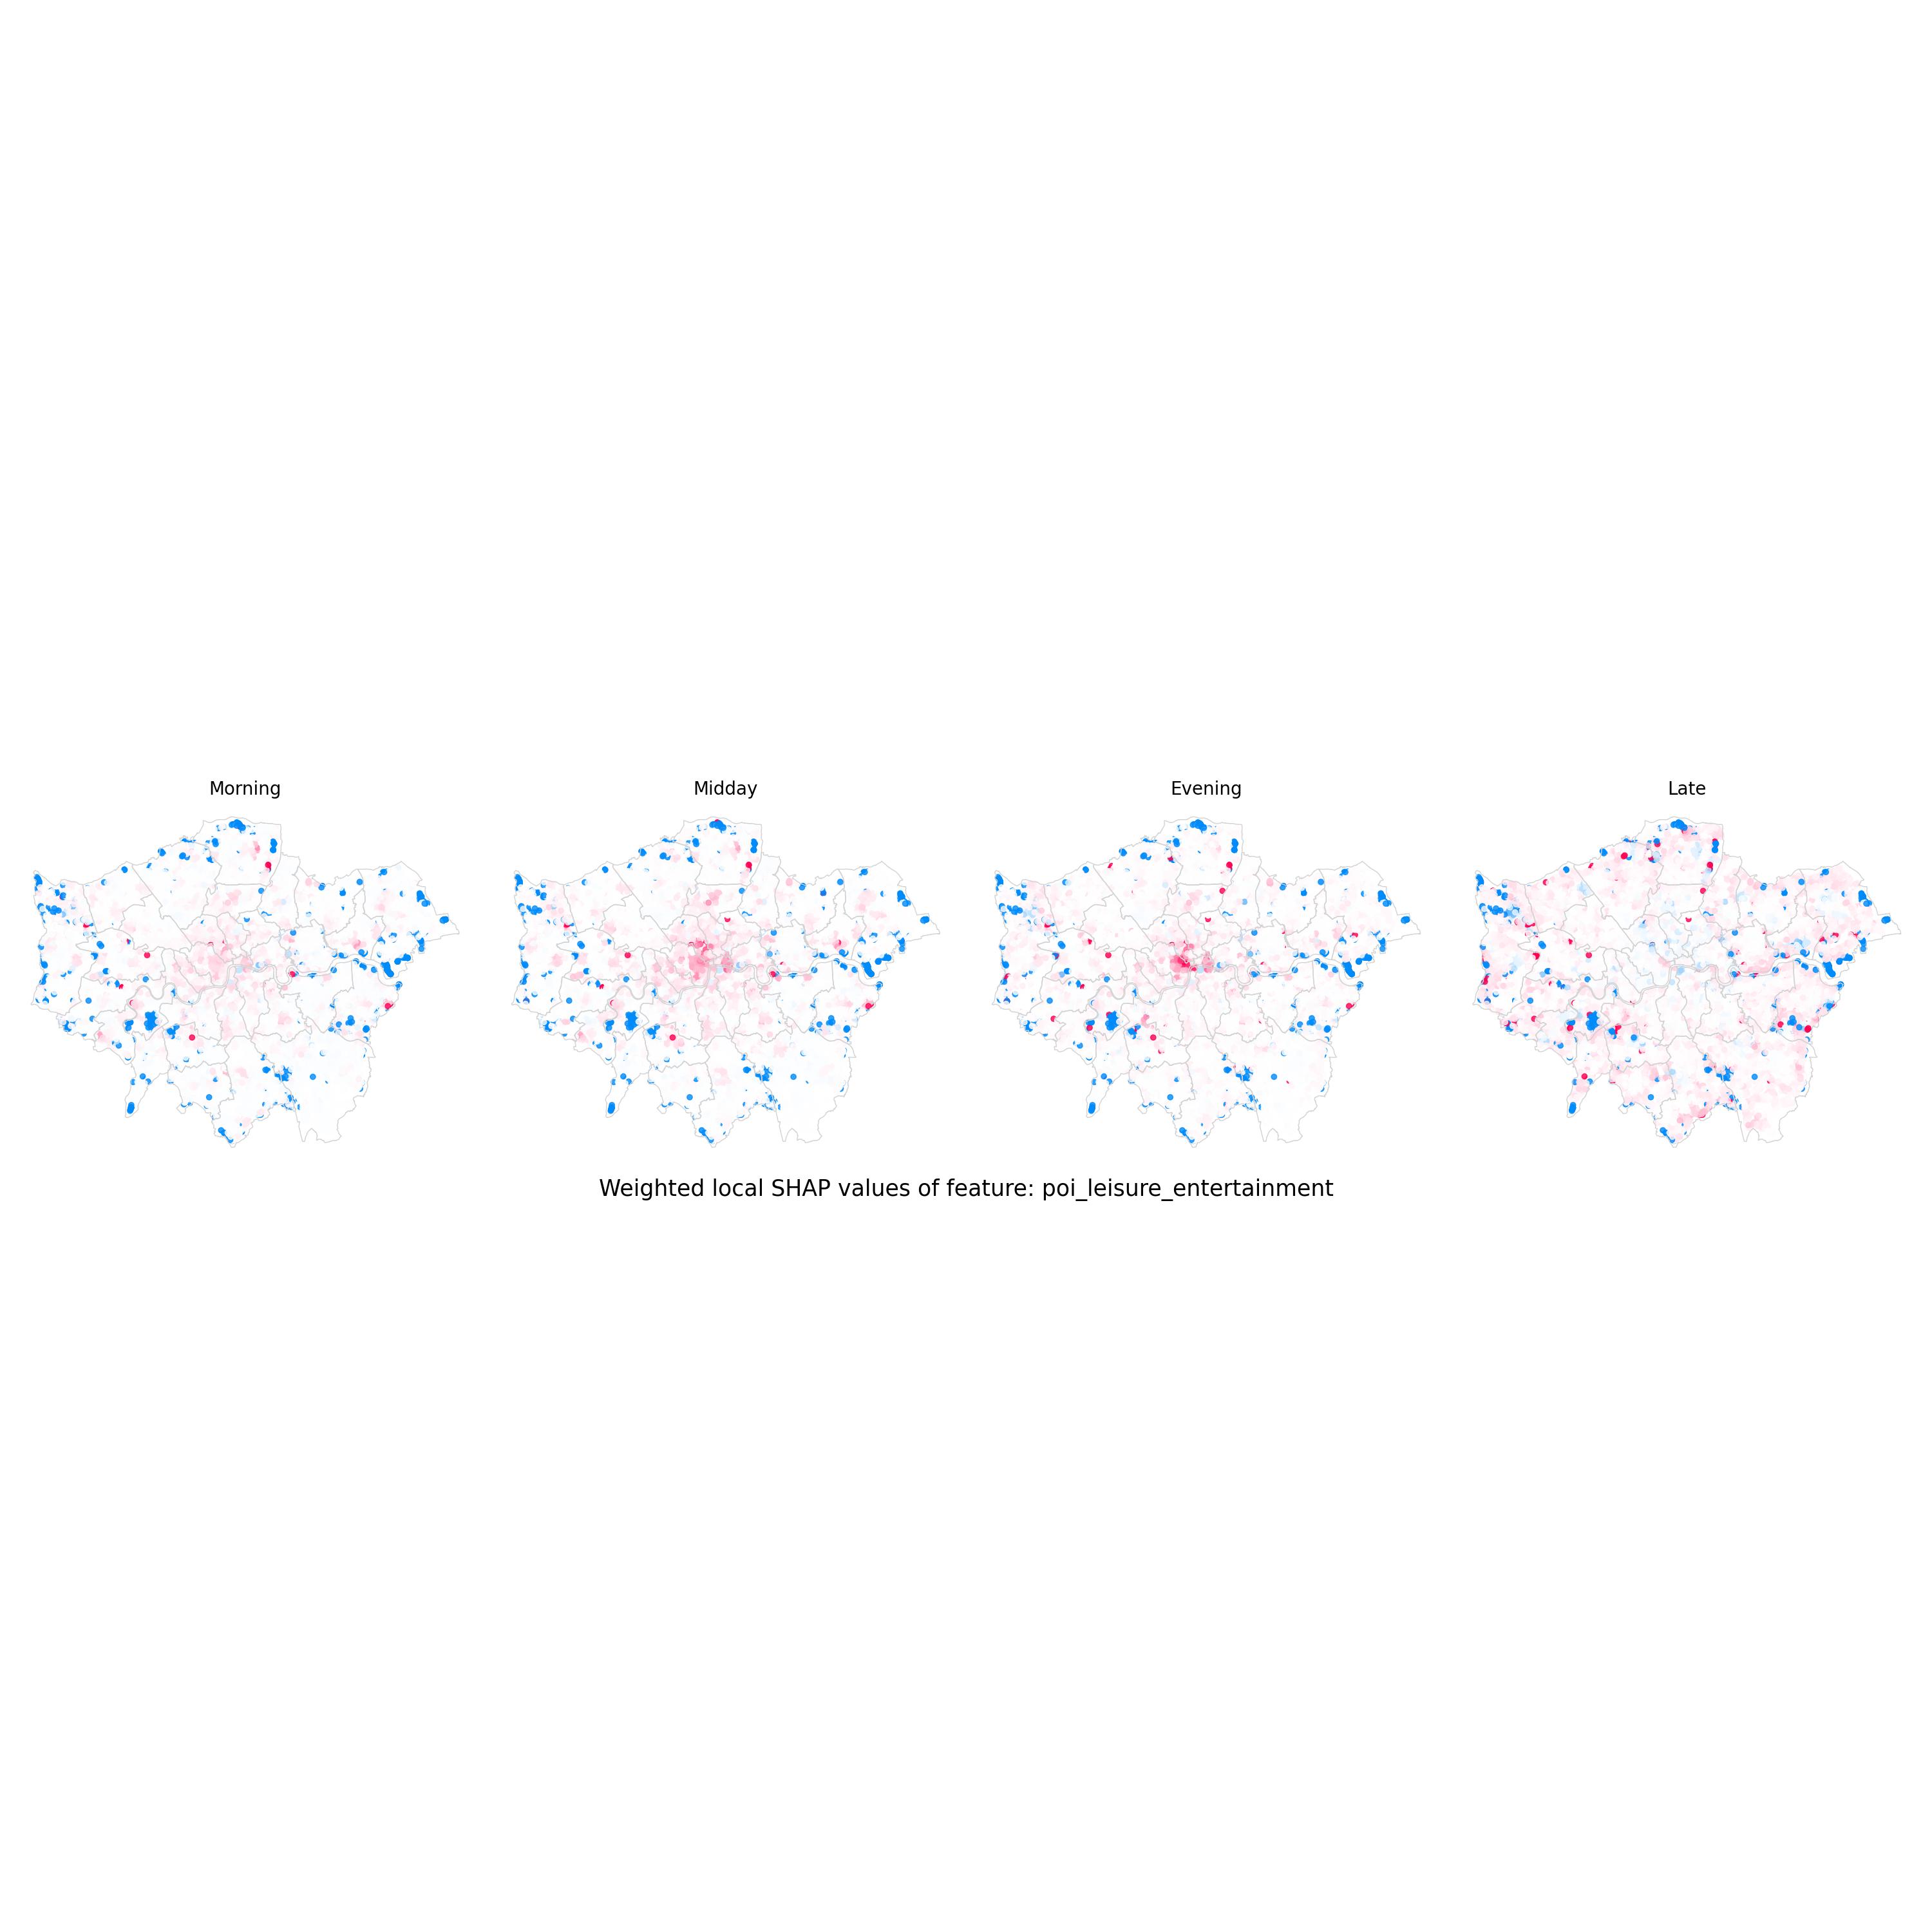 Morning
Midday
Evening
Late
Weighted local SHAP values of feature: poi_leisure_entertainment